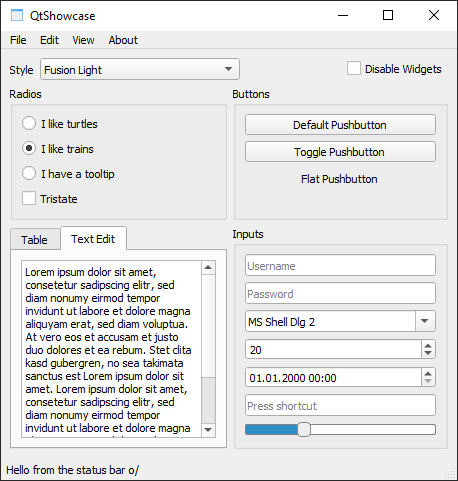 QtShowcase
File Edit View About
Style Fusion Light Disable Widgets
Radios
I like turtles
I like trains
I have a tooltip
Tristate
Buttons
Default Pushbutton
Toggle Pushbutton
Flat Pushbutton
Table Text Edit
Lorem ipsum dolor sit amet,
consetetur sadipscing elitr, sed
diam nonumy eirmod tempor
invidunt ut labore et dolore magna
aliquyam erat, sed diam voluptua.
At vero eos et accusam et justo
duo dolores et ea rebum. Stet clita
kasd gubergren, no sea takimata
sanctus est Lorem ipsum dolor sit
amet. Lorem ipsum dolor sit amet,
consetetur sadipscing elitr, sed
diam nonumy eirmod tempor
invidunt ut labore et dolore magna
Inputs
Username
Password
MS Shell Dlg 2
20
01.01.2000 00:00
Press shortcut
Hello from the status bar o/